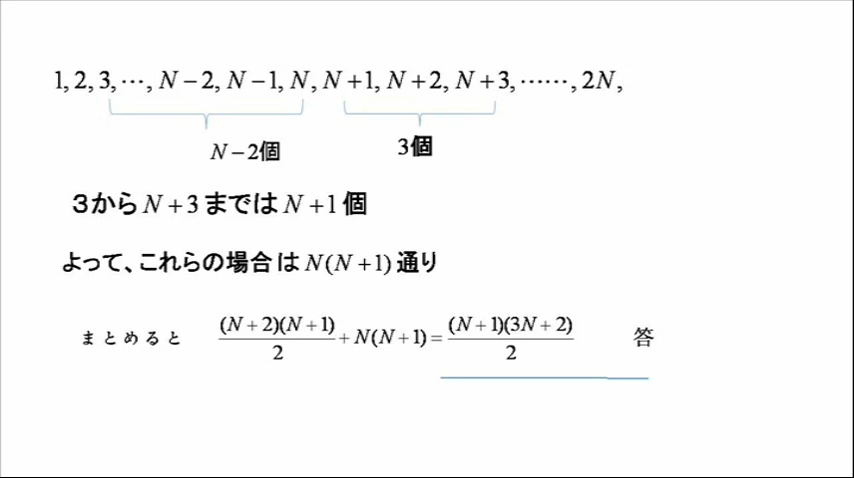 1, 2, 3, ⋯, N−2, N−1, N, N+1, N+2, N+3, ⋯⋯, 2N,
N−2個 3個
3からN+3まではN+1個
よって、これらの場合はN(N+1)通り
まとめると (N+2)(N+1)/2 + N(N+1) = (N+1)(3N+2)/2 答